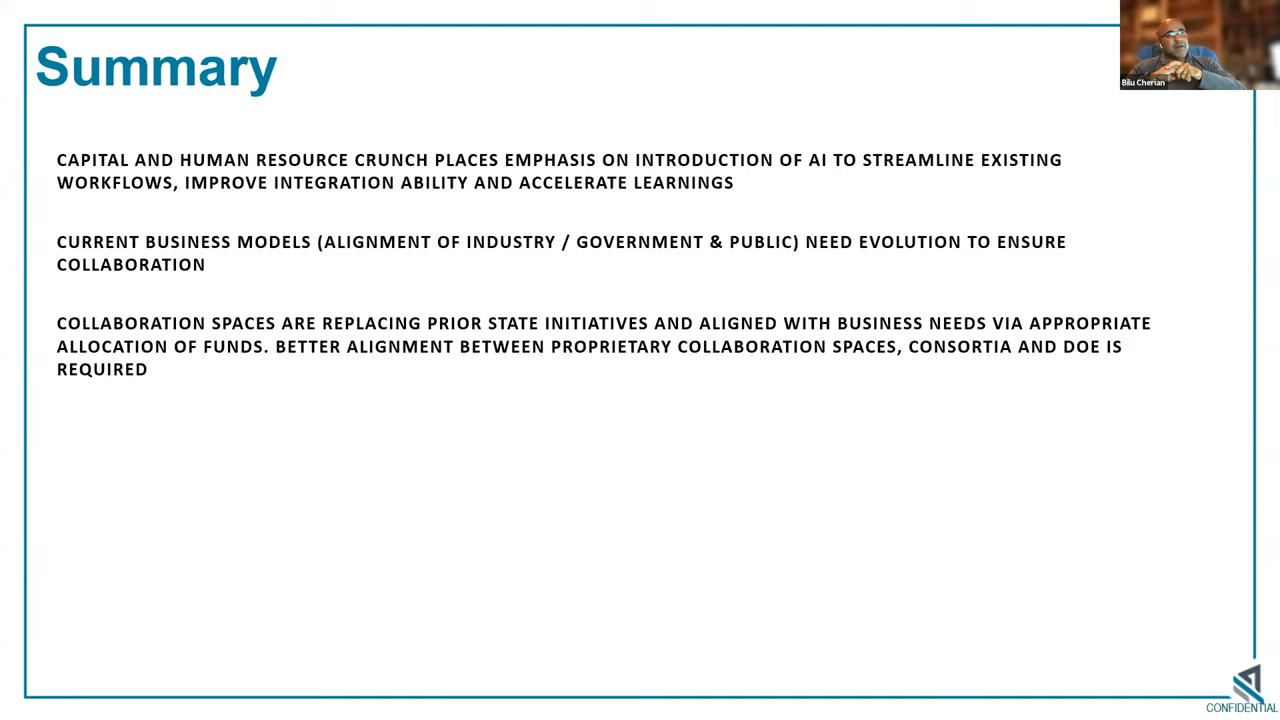 Summary
Bilu Cherian
CAPITAL AND HUMAN RESOURCE CRUNCH PLACES EMPHASIS ON INTRODUCTION OF AI TO STREAMLINE EXISTING
WORKFLOWS, IMPROVE INTEGRATION ABILITY AND ACCELERATE LEARNINGS
CURRENT BUSINESS MODELS (ALIGNMENT OF INDUSTRY / GOVERNMENT & PUBLIC) NEED EVOLUTION TO ENSURE
COLLABORATION
COLLABORATION SPACES ARE REPLACING PRIOR STATE INITIATIVES AND ALIGNED WITH BUSINESS NEEDS VIA APPROPRIATE
ALLOCATION OF FUNDS. BETTER ALIGNMENT BETWEEN PROPRIETARY COLLABORATION SPACES, CONSORTIA AND DOE IS
REQUIRED
CONFIDENTIAL